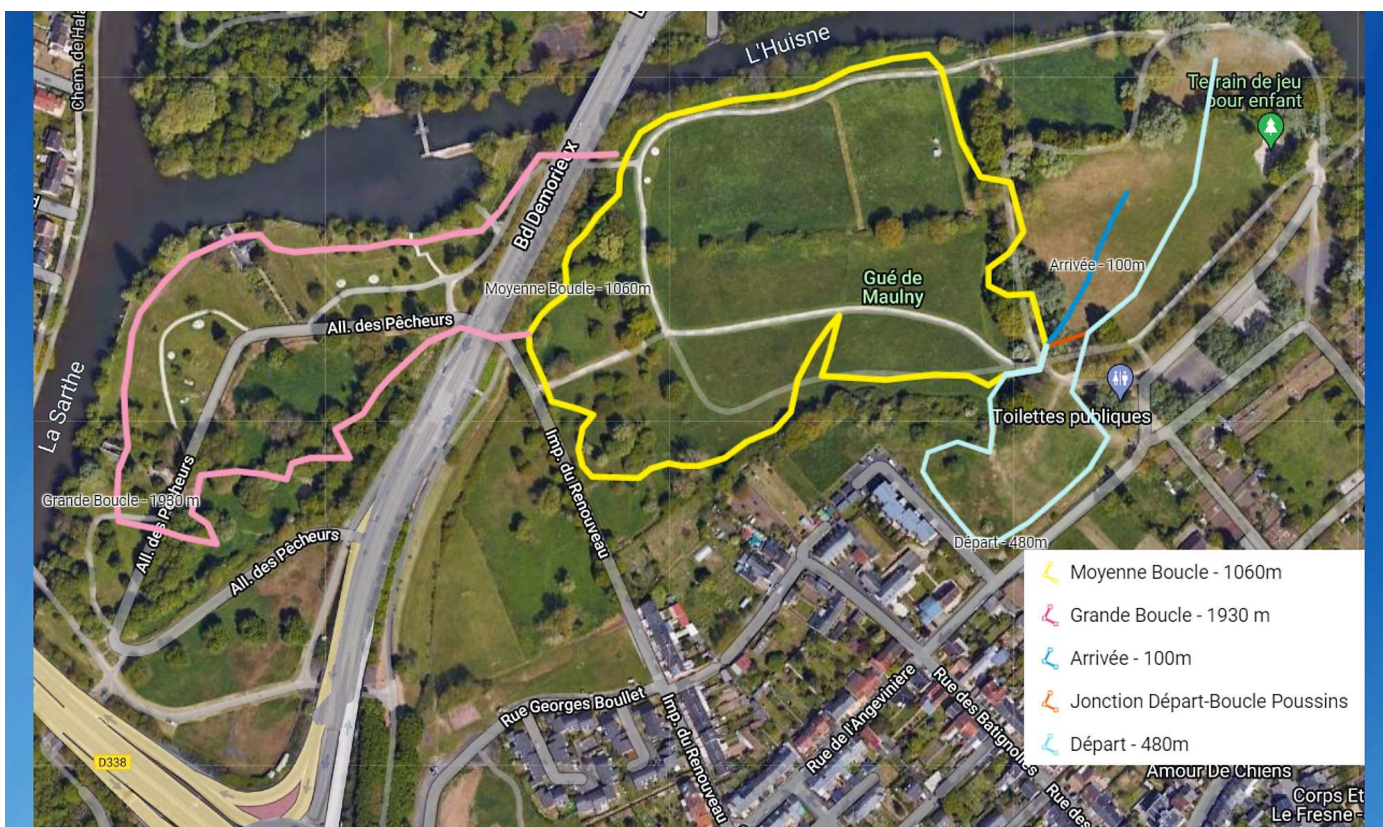 Chem. de Hala
L'Huisne
Terrain de jeu
pour enfant
Bd Demorieux
Arrivée - 100m
Gué de
Maulny
Moyenne Boucle - 1060m
All. des Pêcheurs
La Sarthe
Toilettes publiques
Imp. du Renouveau
Grande Boucle - 1930 m
All. des Pêcheurs
All. des Pêcheurs
Départ - 480m
Moyenne Boucle - 1060m
Grande Boucle - 1930 m
Arrivée - 100m
Jonction Départ-Boucle Poussins
Départ - 480m
Rue Georges Boullet
Imp. du Renouveau
Rue de l'Angevinière
Rue des Batignolles
Rue des
D338
Amour De Chiens
Corps Et
Le Fresne -